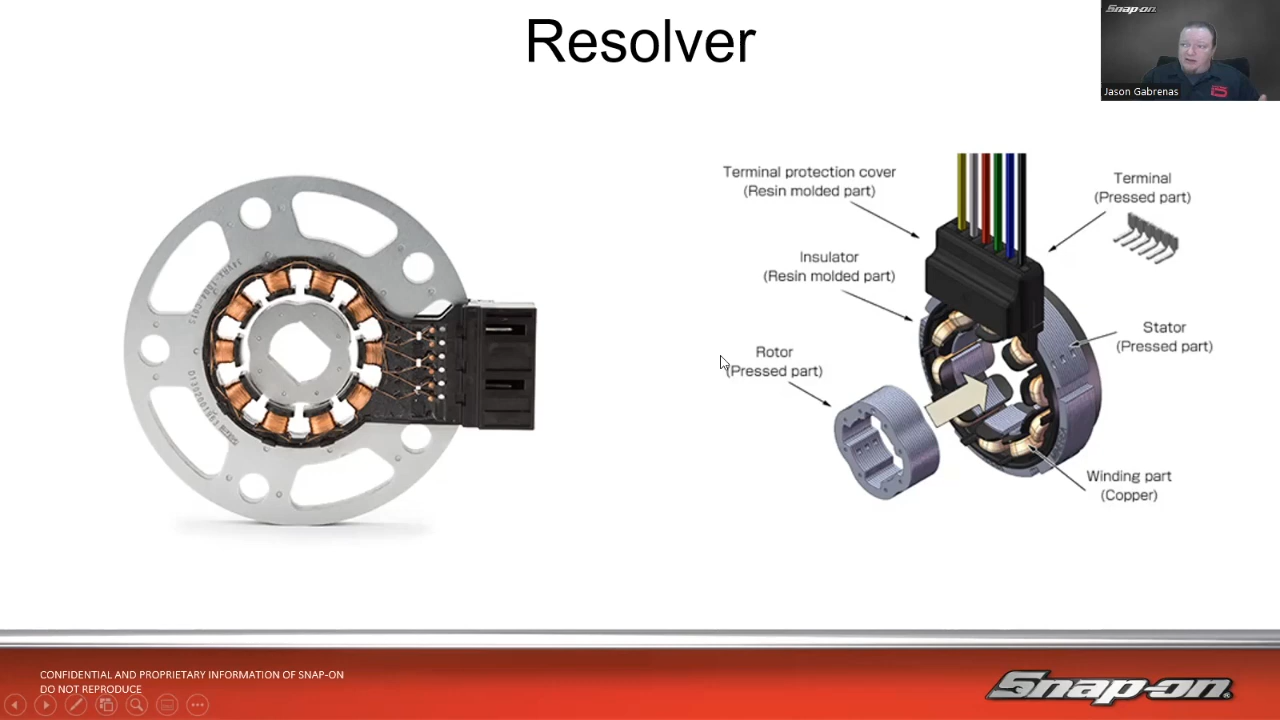 Resolver
Snap-on
Jason Gabrenas
Terminal protection cover
(Resin molded part)
Terminal
(Pressed part)
Insulator
(Resin molded part)
Stator
(Pressed part)
Rotor
(Pressed part)
Winding part
(Copper)
CONFIDENTIAL AND PROPRIETARY INFORMATION OF SNAP-ON
DO NOT REPRODUCE
Snap-on